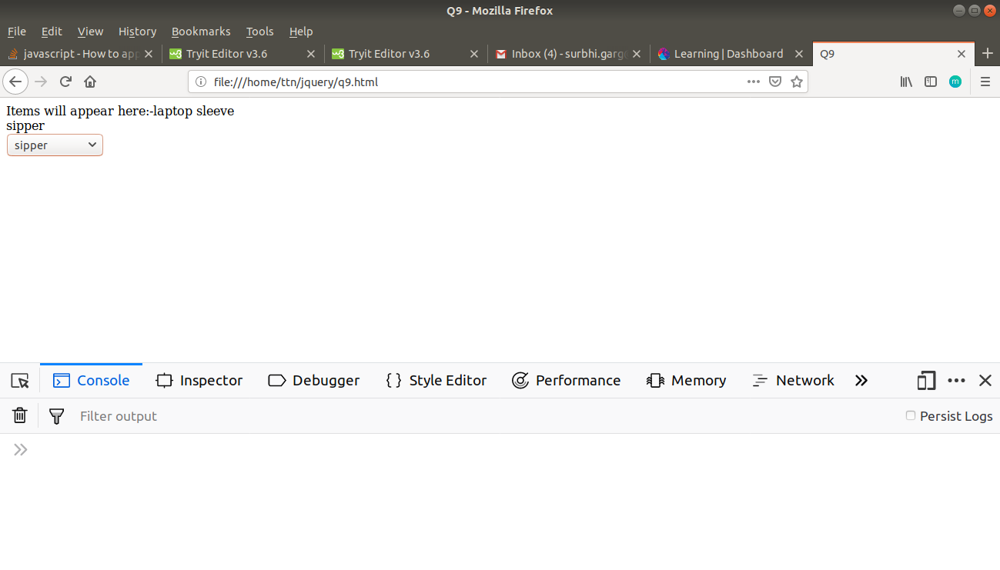 Q9 - Mozilla Firefox
File Edit View History Bookmarks Tools Help
javascript - How to app Tryit Editor v3.6 Tryit Editor v3.6 Inbox (4) - surbhi.garg Learning | Dashboard Q9
file:///home/ttn/jquery/q9.html
m
Items will appear here:-laptop sleeve
sipper
sipper
Console Inspector Debugger { } Style Editor Performance Memory Network
Filter output Persist Logs